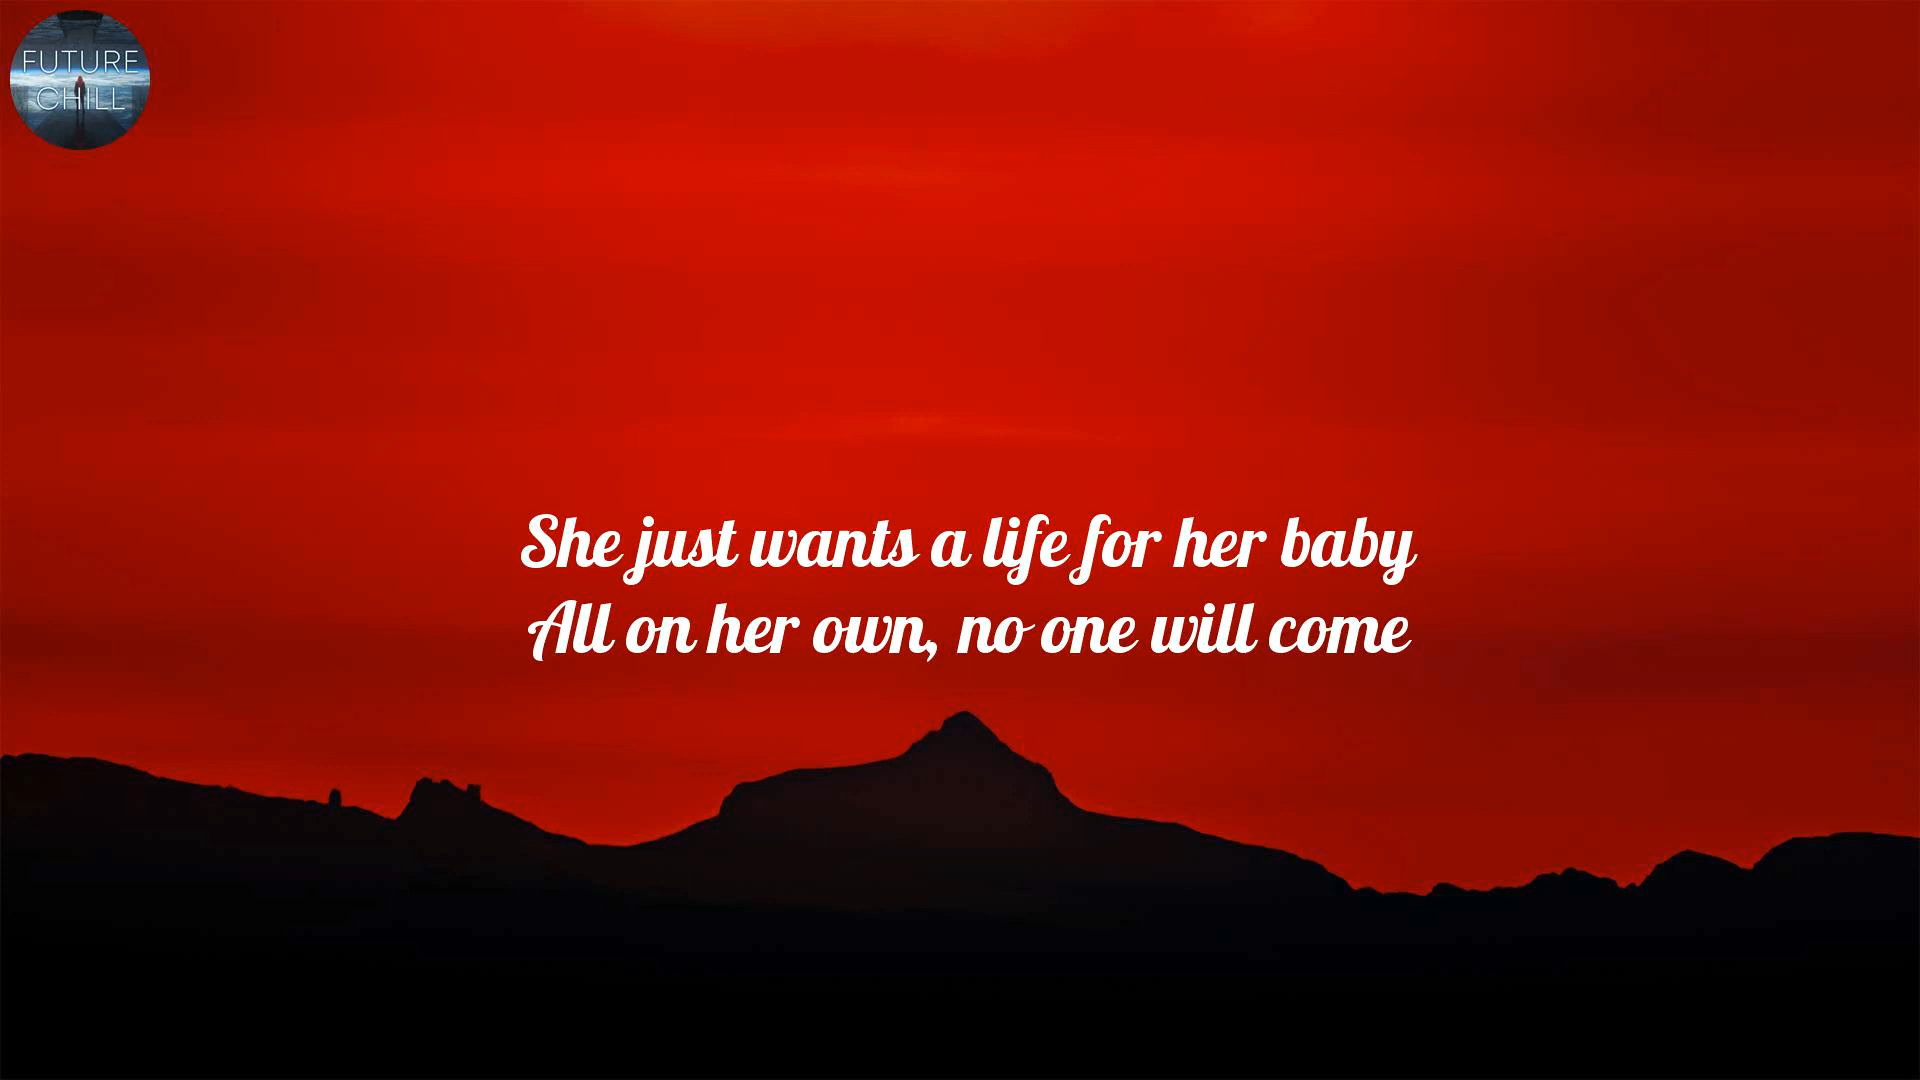 FUTURE
CHILL
She just wants a life for her baby
All on her own, no one will come